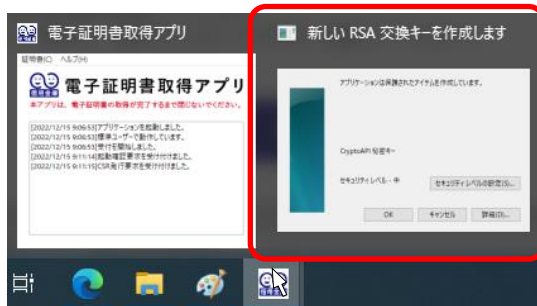 電子証明書取得アプリ
新しい RSA 交換キーを作成します
証明書(C) ヘルプ(H)
電子証明書取得アプリ
本アプリは、電子証明書の取得が完了するまで閉じないでください。
[2022/12/15 9:06:53]アプリケーションを起動しました。
[2022/12/15 9:06:53]標準ユーザーで動作しています。
[2022/12/15 9:06:53]受付を開始しました。
[2022/12/15 9:11:14]起動確認要求を受け付けました。
[2022/12/15 9:11:15]CSR発行要求を受け付けました。
アプリケーションは保護されたアイテムを作成しています。
CryptoAPI 秘密キー
セキュリティ レベル - 中
セキュリティ レベルの設定(S)...
OK
キャンセル
詳細(D)...